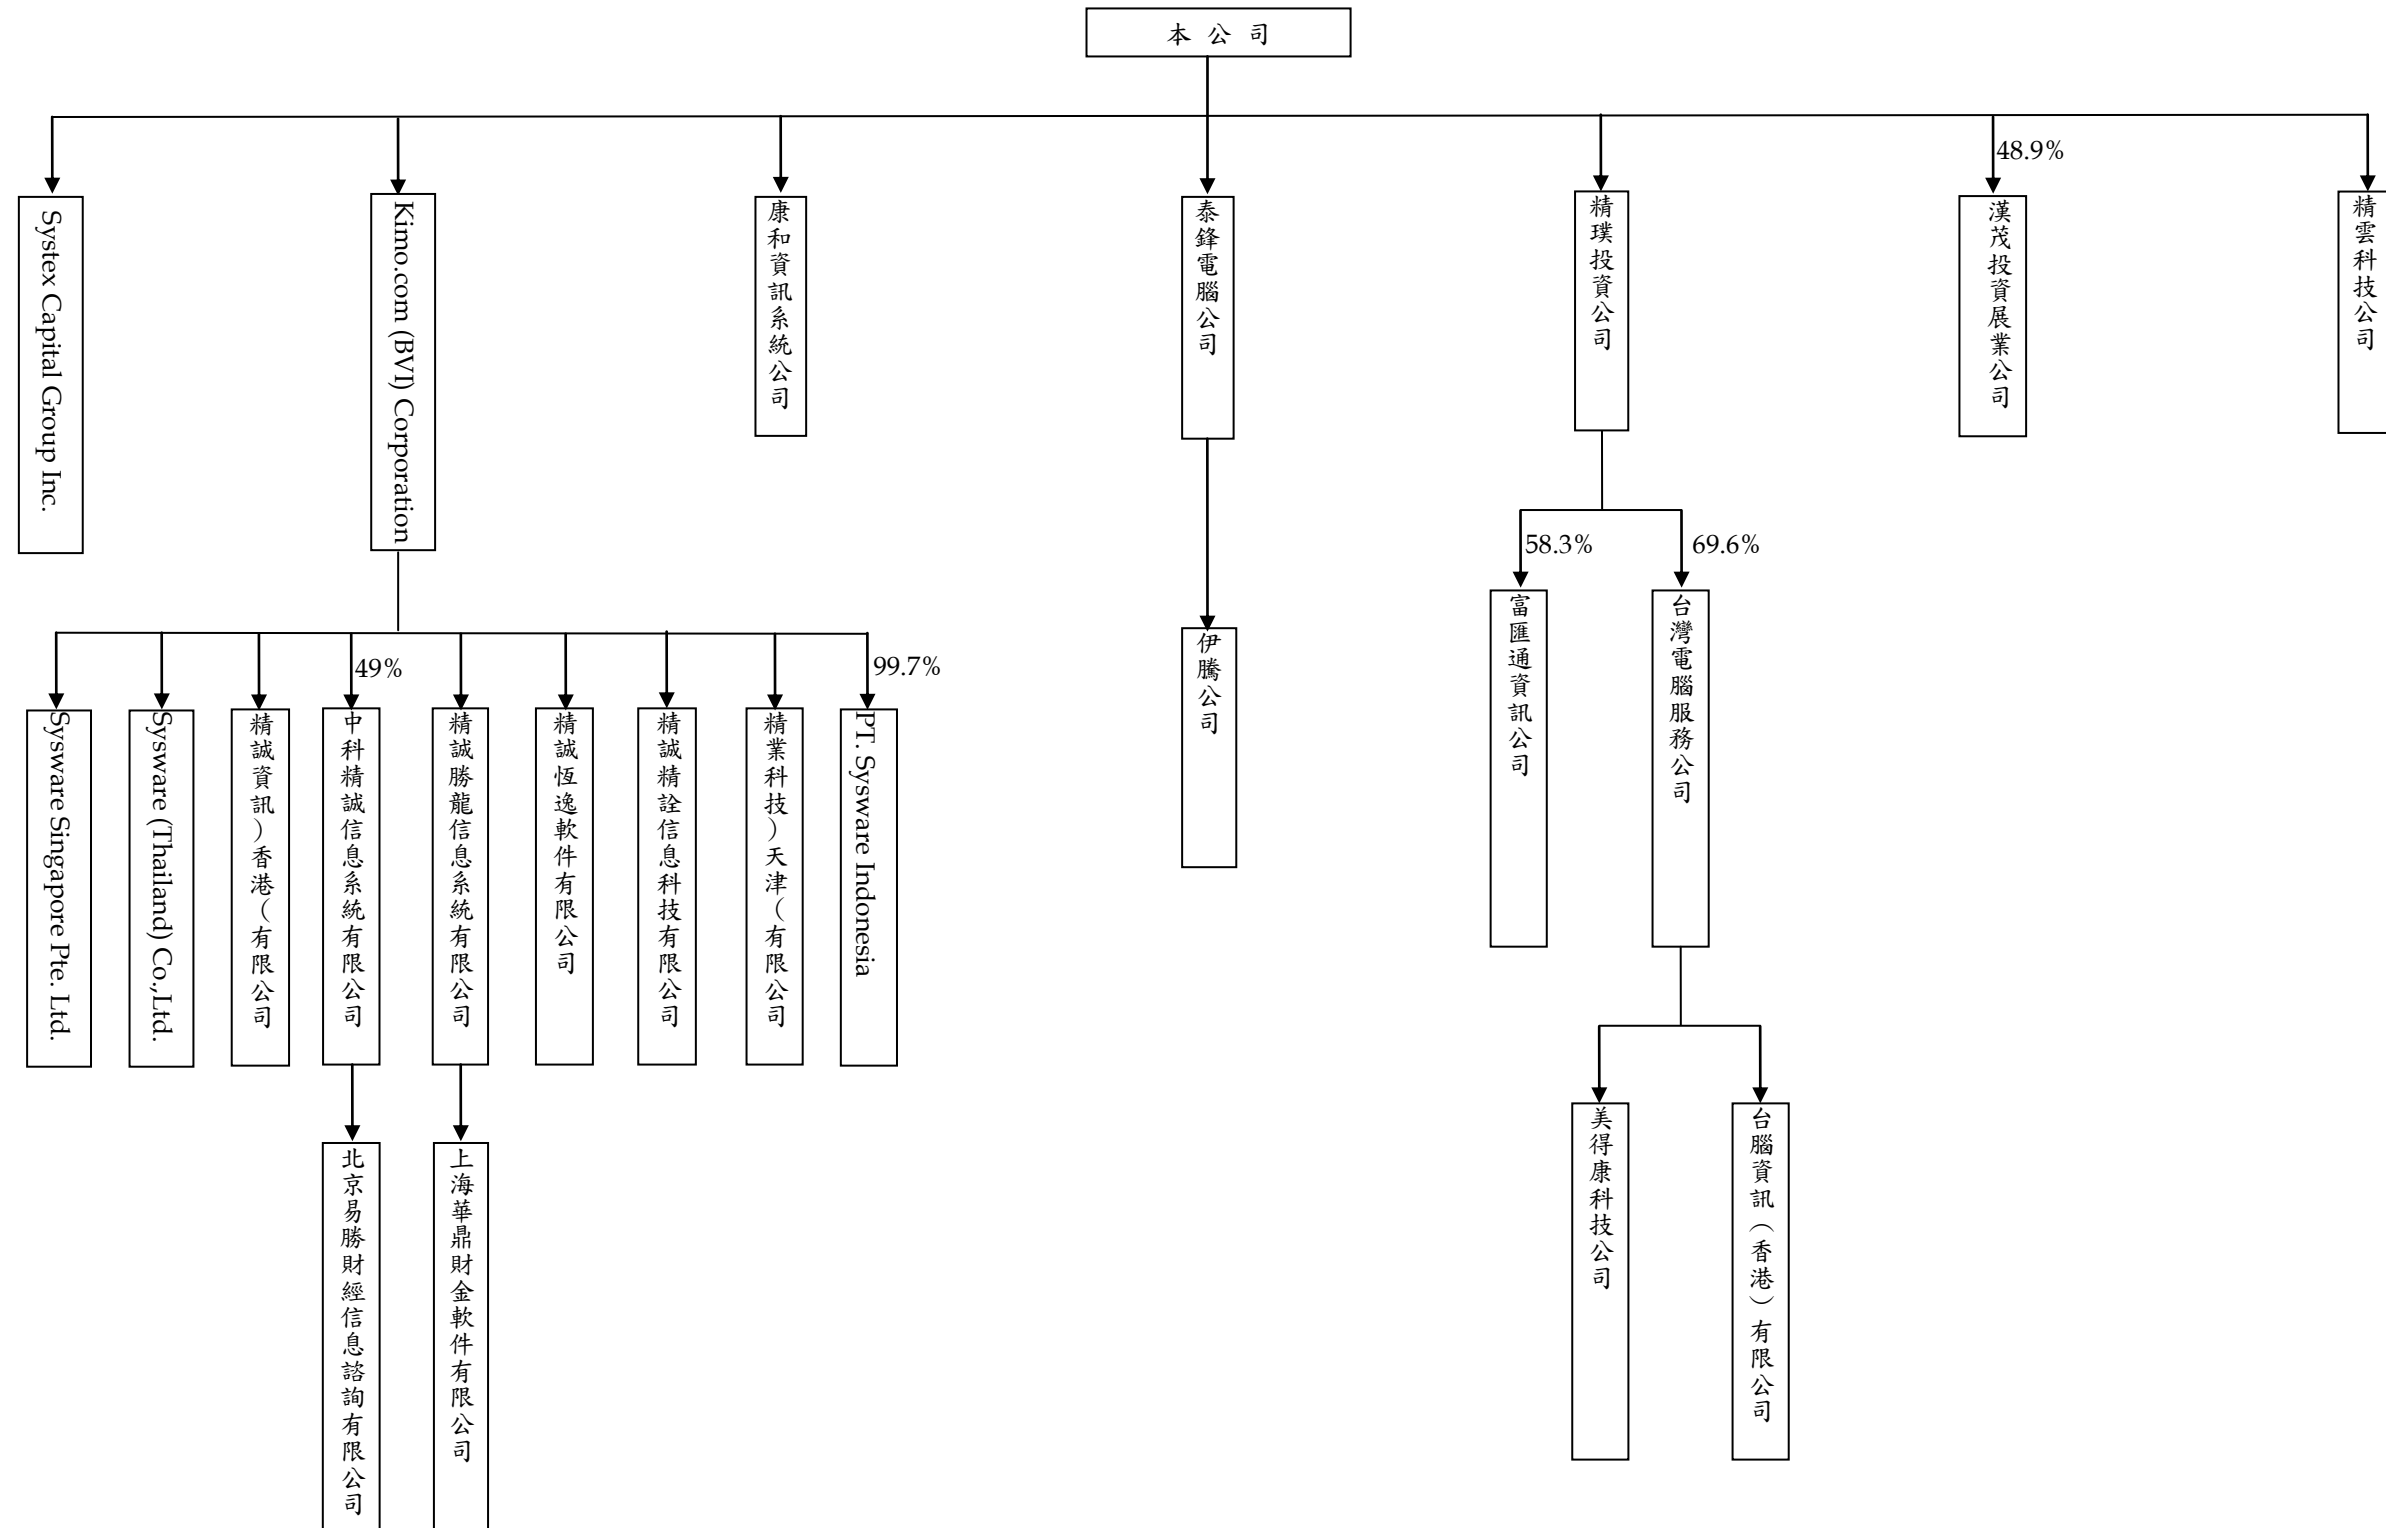 本公司
48.9%
Systex Capital Group Inc.
Kimo.com (BVI) Corporation
康和資訊系統公司
泰鋒電腦公司
精璞投資公司
漢茂投資展業公司
精雲科技公司
58.3%
69.6%
富匯通資訊公司
台灣電腦服務公司
伊騰公司
49%
99.7%
Sysware Singapore Pte. Ltd.
Sysware (Thailand) Co.,Ltd.
精誠資訊）香港（有限公司
中科精誠信息系統有限公司
精誠勝龍信息系統有限公司
精誠恆逸軟件有限公司
精誠精詮信息科技有限公司
精業科技）天津（有限公司
PT. Sysware Indonesia
美得康科技公司
台腦資訊（香港）有限公司
北京易勝財經信息諮詢有限公司
上海華鼎財金軟件有限公司